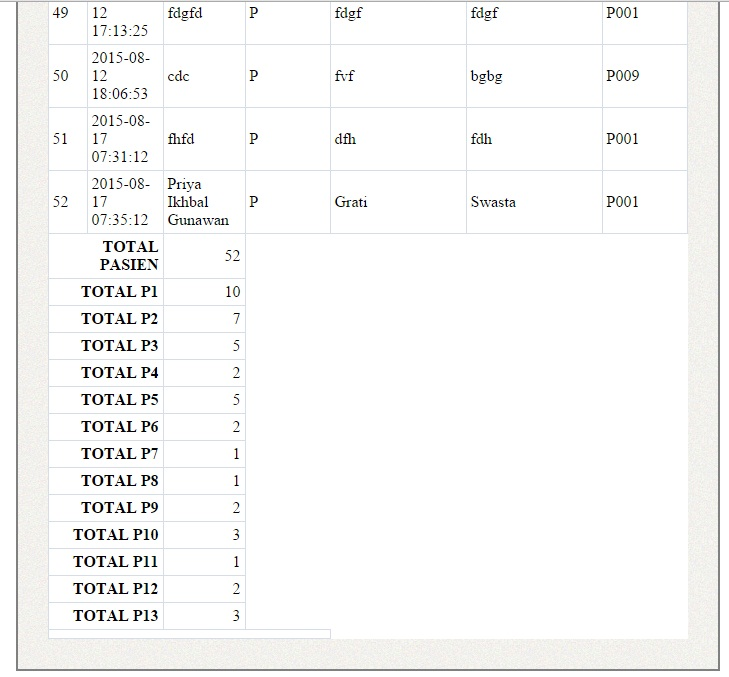 49 12 fdgfd P fdgf fdgf P001
17:13:25
2015-08-
50 12 cdc P fvf bgbg P009
18:06:53
2015-08-
51 17 fhfd P dfh fdh P001
07:31:12
2015-08- Priya
52 17 Ikhbal P Grati Swasta P001
07:35:12 Gunawan
TOTAL
PASIEN 52
TOTAL P1 10
TOTAL P2 7
TOTAL P3 5
TOTAL P4 2
TOTAL P5 5
TOTAL P6 2
TOTAL P7 1
TOTAL P8 1
TOTAL P9 2
TOTAL P10 3
TOTAL P11 1
TOTAL P12 2
TOTAL P13 3